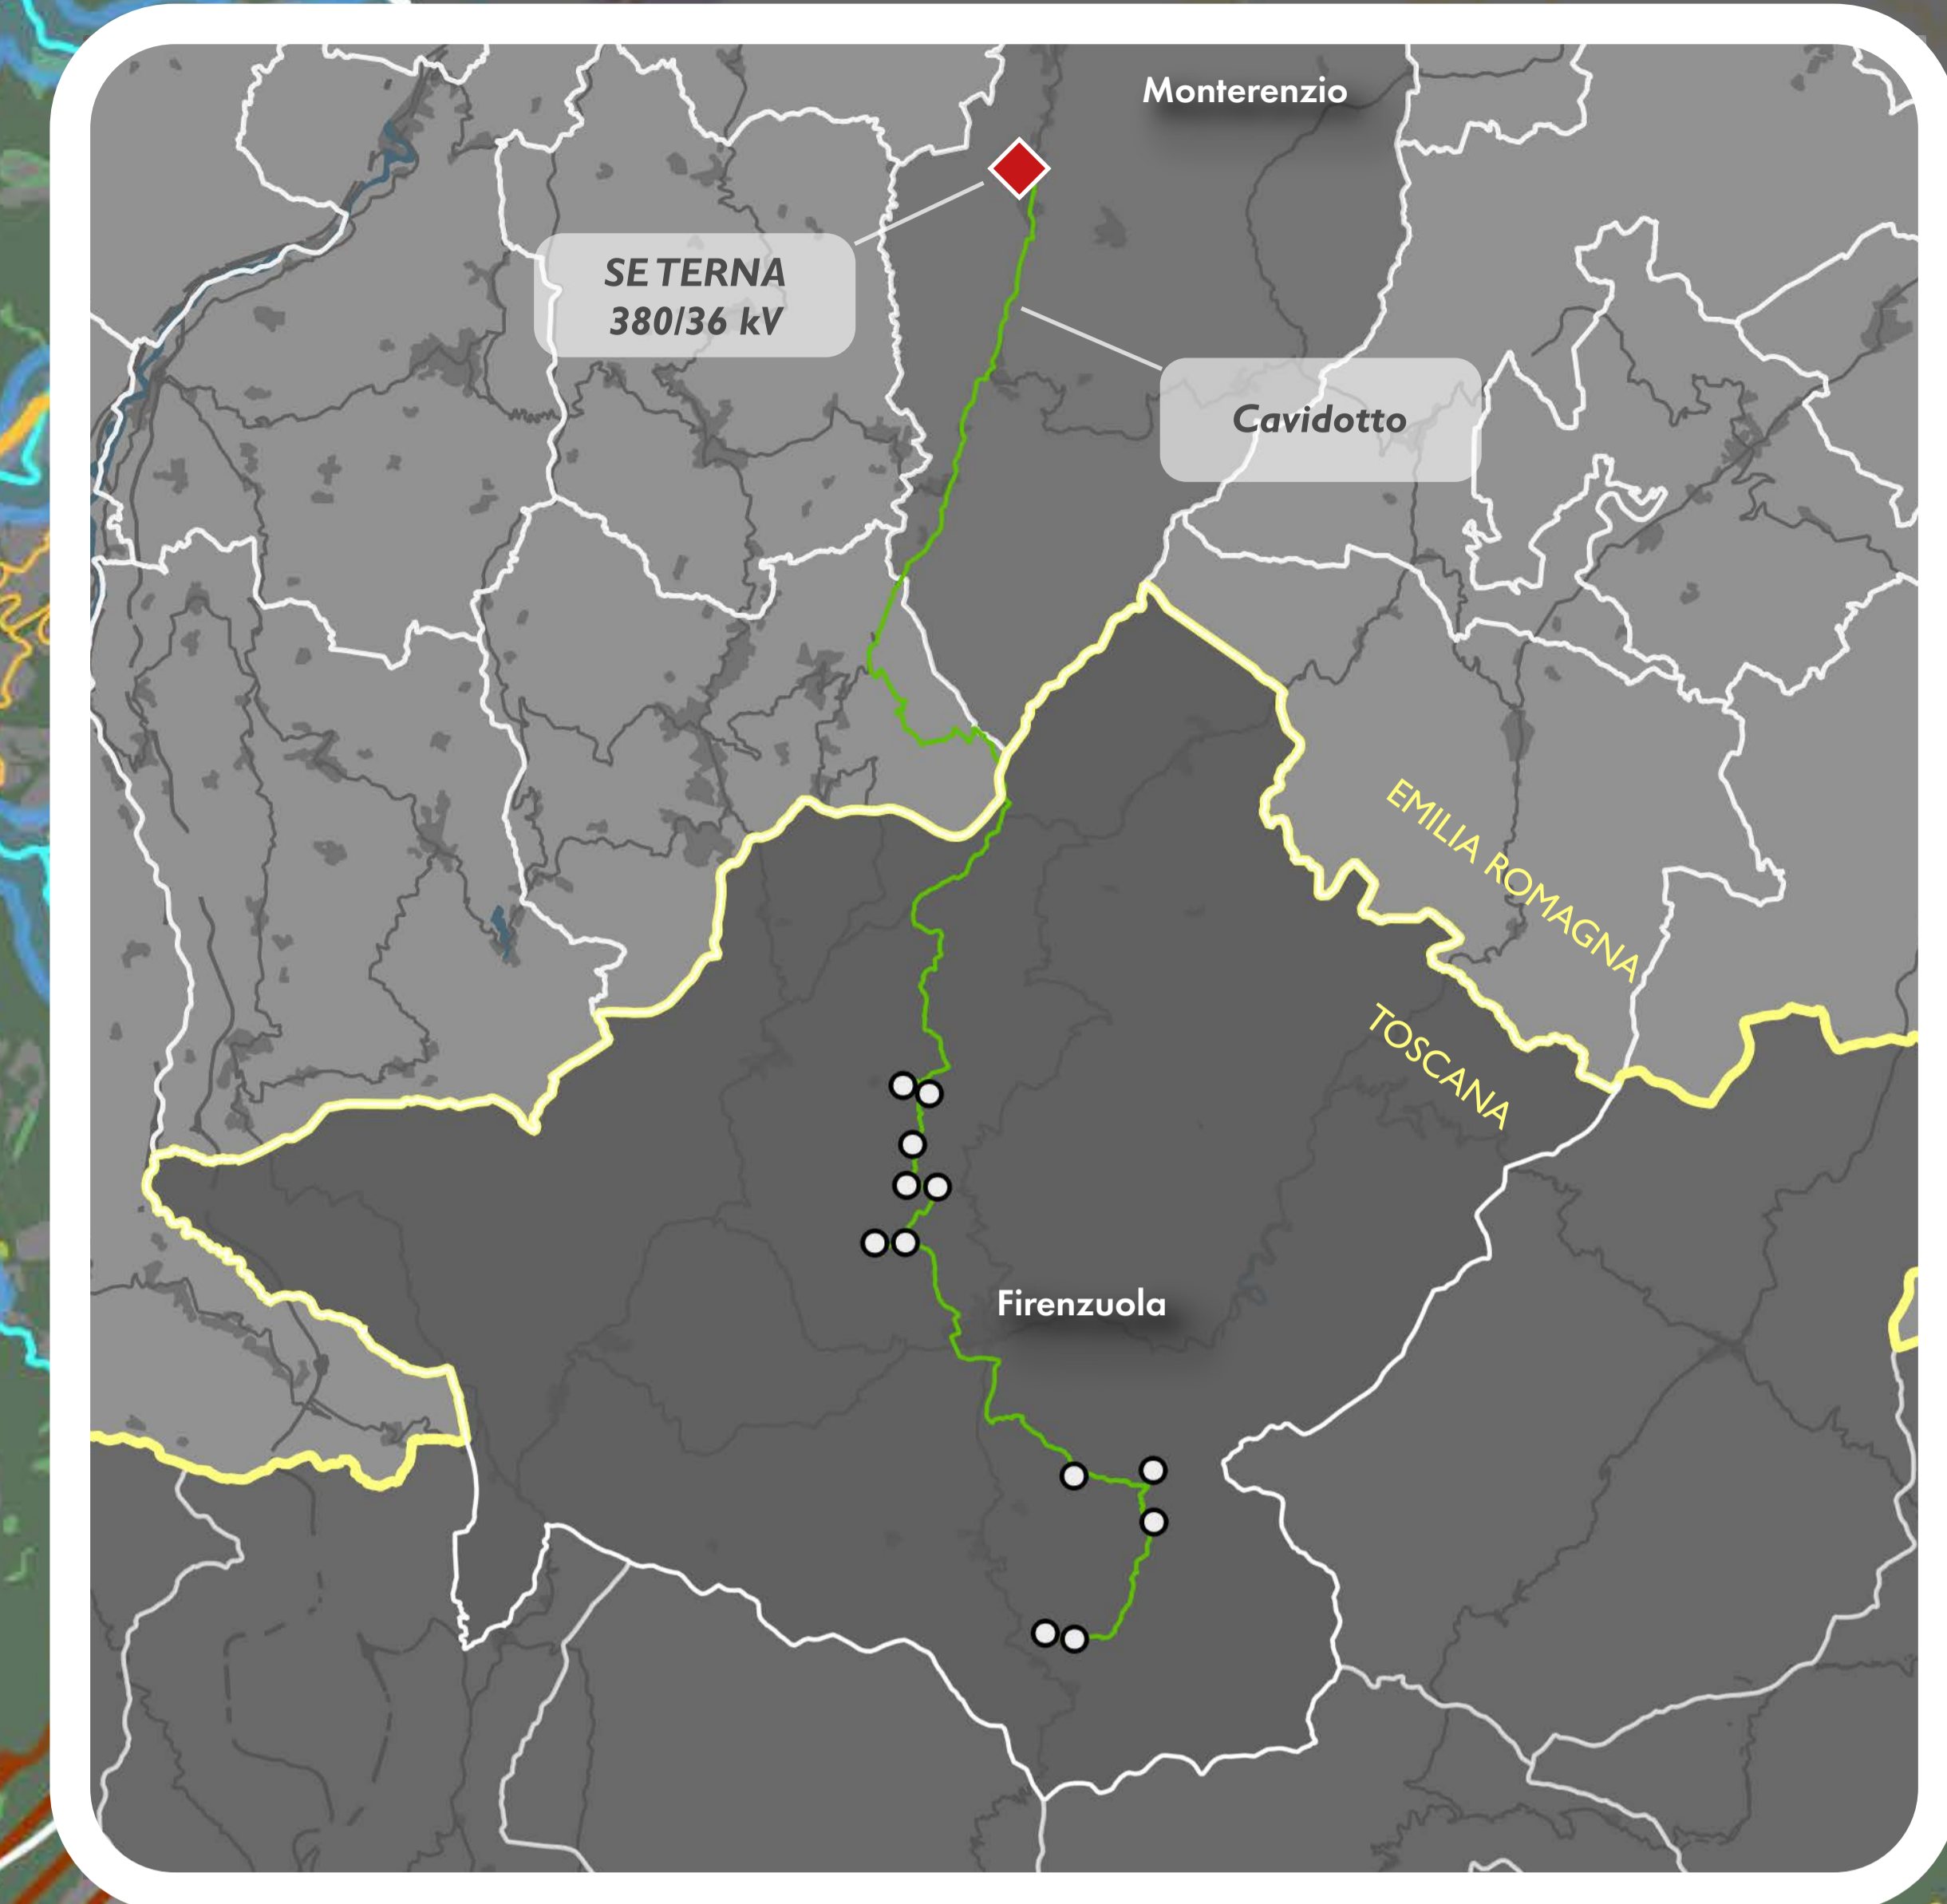 Monterenzio
SE TERNA
380/36 kV
Cavidotto
EMILIA ROMAGNA
TOSCANA
Firenzuola